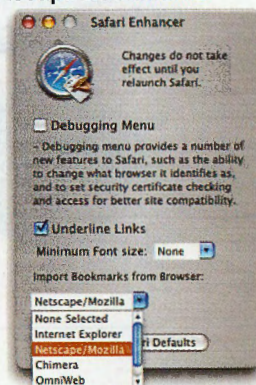 Safari Enhancer
Changes do not take
effect until you
relaunch Safari.
Debugging Menu
– Debugging menu provides a number of
new features to Safari, such as the ability
to change what browser it identifies as,
and to set security certificate checking
and access for better site compatibility.
Underline Links
Minimum Font size: None
Import Bookmarks from Browser:
Netscape/Mozilla
None Selected
Internet Explorer
Netscape/Mozilla
ri Defaults
Chimera
OmniWeb